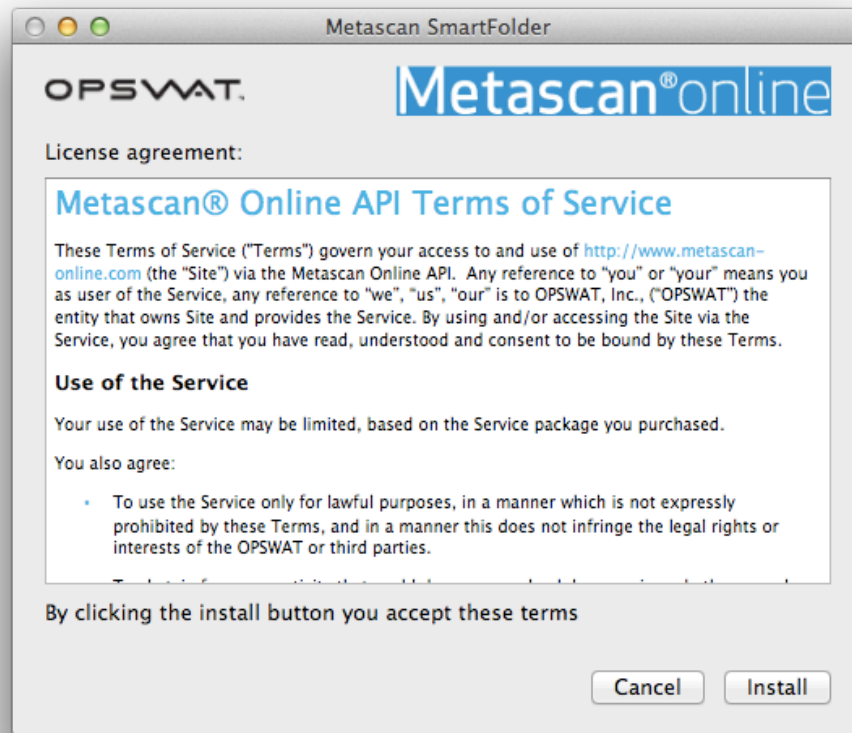 Metascan SmartFolder
OPSWAT.
Metascan®online
License agreement:
Metascan® Online API Terms of Service
These Terms of Service ("Terms") govern your access to and use of http://www.metascan-
online.com (the “Site”) via the Metascan Online API.  Any reference to “you” or “your” means you
as user of the Service, any reference to “we”, “us”, “our” is to OPSWAT, Inc., (“OPSWAT”) the
entity that owns Site and provides the Service. By using and/or accessing the Site via the
Service, you agree that you have read, understood and consent to be bound by these Terms.
Use of the Service
Your use of the Service may be limited, based on the Service package you purchased.
You also agree:
• To use the Service only for lawful purposes, in a manner which is not expressly
prohibited by these Terms, and in a manner this does not infringe the legal rights or
interests of the OPSWAT or third parties.
By clicking the install button you accept these terms
Cancel Install